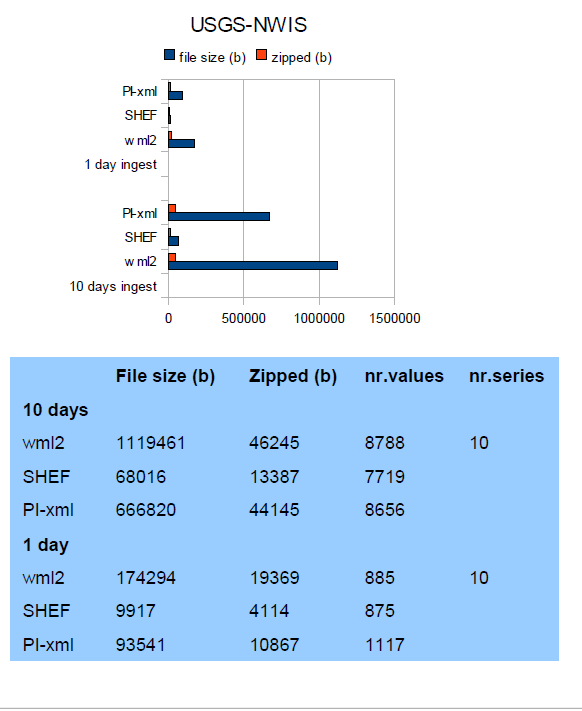 USGS-NWIS
file size (b) zipped (b)
PI-xml
SHEF
wml2
1 day ingest
PI-xml
SHEF
wml2
10 days ingest
0 500000 1000000 1500000
File size (b) Zipped (b) nr.values nr.series
10 days
wml2 1119461 46245 8788 10
SHEF 68016 13387 7719
PI-xml 666820 44145 8656
1 day
wml2 174294 19369 885 10
SHEF 9917 4114 875
PI-xml 93541 10867 1117